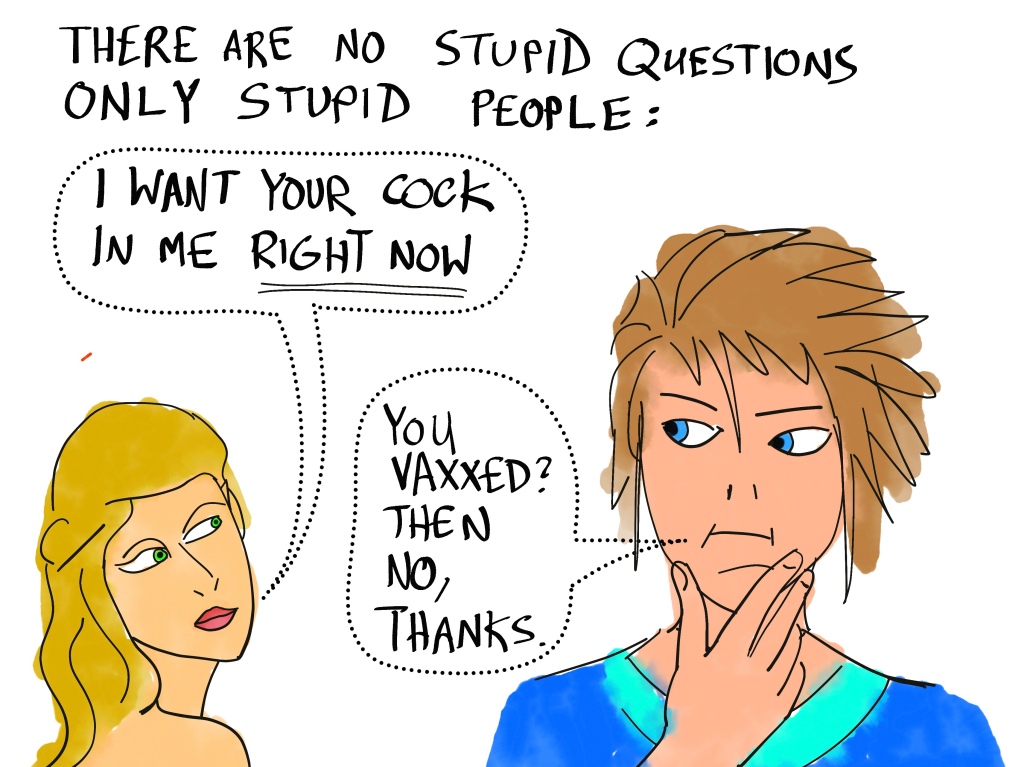 THERE ARE NO STUPID QUESTIONS
ONLY STUPID PEOPLE:
I WANT YOUR COCK
IN ME RIGHT NOW
YOU
VAXXED?
THEN
NO,
THANKS.